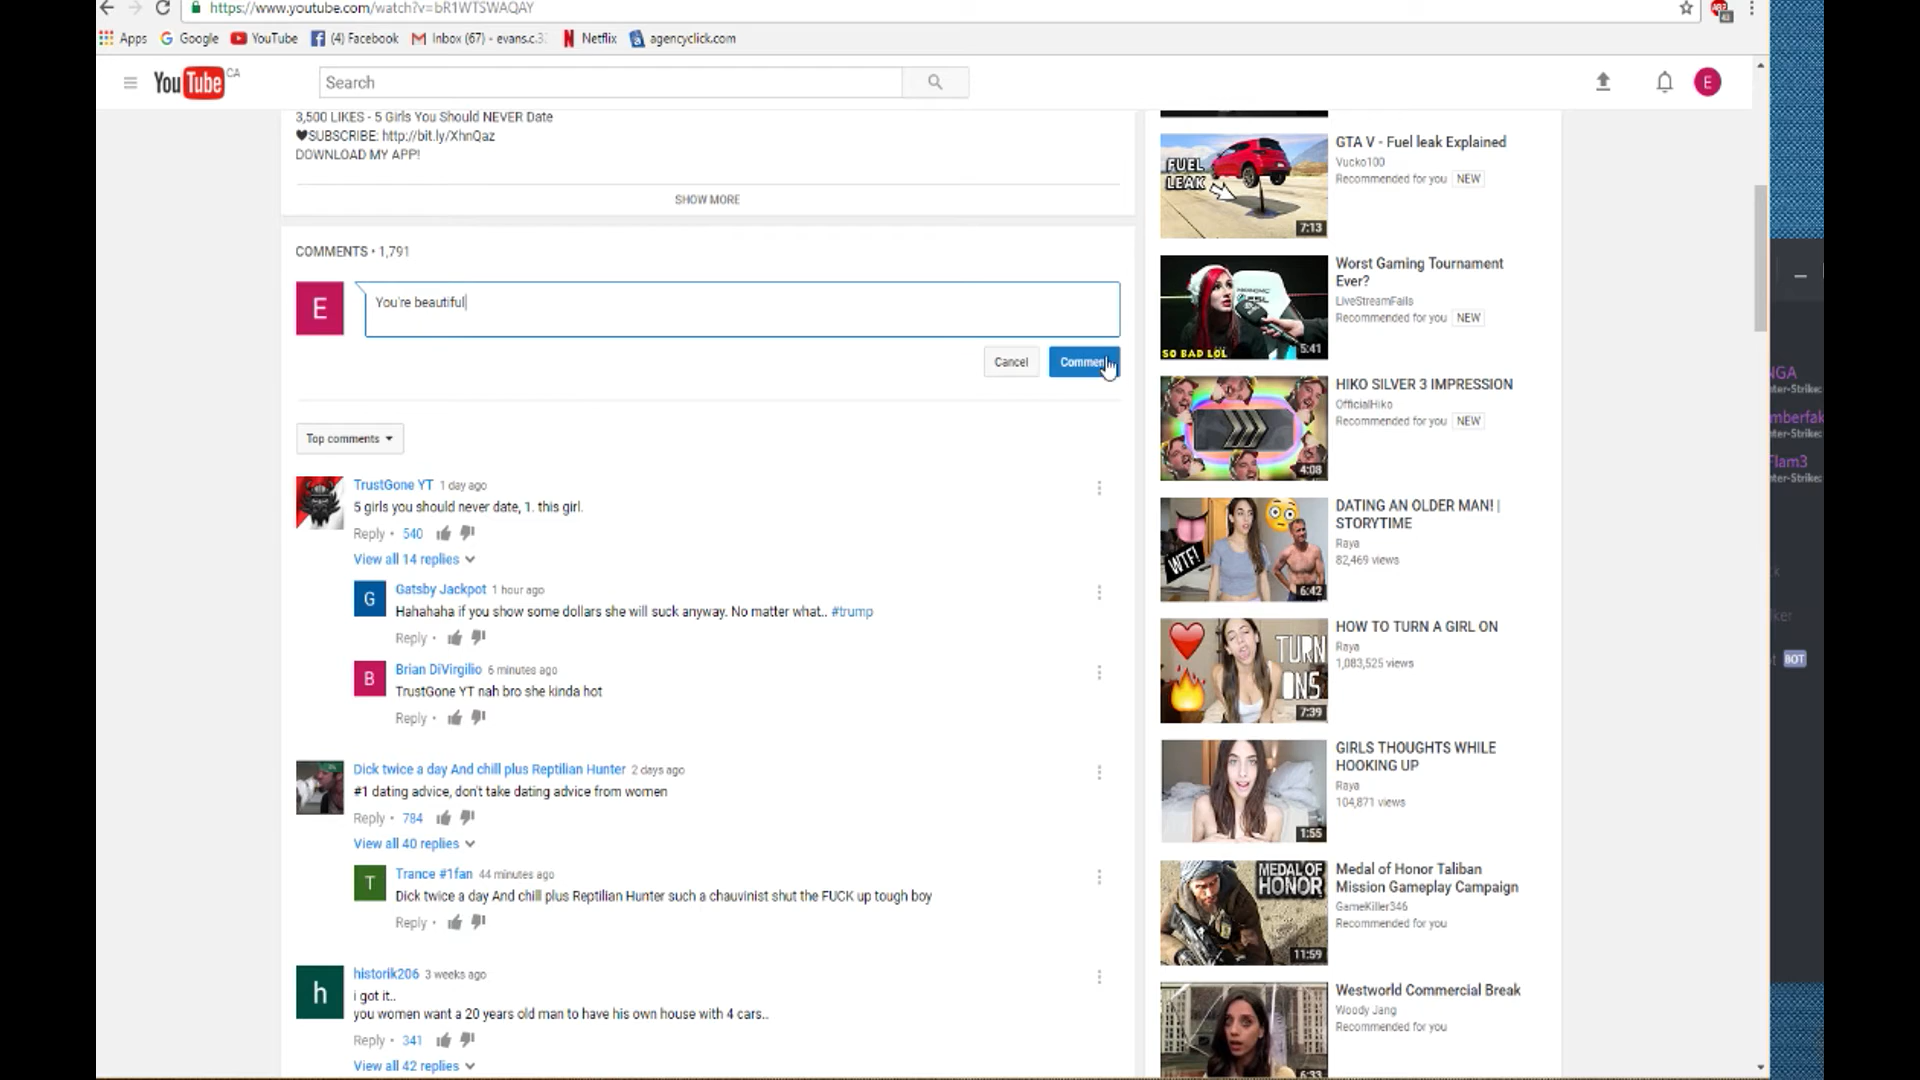 https://www.youtube.com/watch?v=bR1WTSWAQAY
Apps Google YouTube (4) Facebook Inbox (67) - evans.c.3 Netflix agencyclick.com
YouTube CA
Search
E
3,500 LIKES - 5 Girls You Should NEVER Date
♥SUBSCRIBE: http://bit.ly/XhnQaz
DOWNLOAD MY APP!
SHOW MORE
COMMENTS • 1,791
E
You're beautiful
Cancel
Comment
Top comments
TrustGone YT 1 day ago
5 girls you should never date, 1. this girl.
Reply • 540
View all 14 replies
G
Gatsby Jackpot 1 hour ago
Hahahaha if you show some dollars she will suck anyway. No matter what.. #trump
Reply •
B
Brian DiVirgilio 6 minutes ago
TrustGone YT nah bro she kinda hot
Reply •
Dick twice a day And chill plus Reptilian Hunter 2 days ago
#1 dating advice, don't take dating advice from women
Reply • 784
View all 40 replies
T
Trance #1fan 44 minutes ago
Dick twice a day And chill plus Reptilian Hunter such a chauvinist shut the FUCK up tough boy
Reply •
h
historik206 3 weeks ago
i got it..
you women want a 20 years old man to have his own house with 4 cars..
Reply • 341
View all 42 replies
FUEL
LEAK
7:13
GTA V - Fuel leak Explained
Vucko100
Recommended for you NEW
SO BAD LOL
5:41
Worst Gaming Tournament
Ever?
LiveStreamFails
Recommended for you NEW
4:08
HIKO SILVER 3 IMPRESSION
OfficialHiko
Recommended for you NEW
WTF!
6:42
DATING AN OLDER MAN! |
STORYTIME
Raya
82,469 views
TURN
ONS
7:39
HOW TO TURN A GIRL ON
Raya
1,083,525 views
1:55
GIRLS THOUGHTS WHILE
HOOKING UP
Raya
104,871 views
MEDAL OF
HONOR
11:59
Medal of Honor Taliban
Mission Gameplay Campaign
GameKiller346
Recommended for you
6:33
Westworld Commercial Break
Woody Jang
Recommended for you
NGA
nter-Strike:
mberfak
nter-Strike:
Flam3
nter-Strike:
BOT